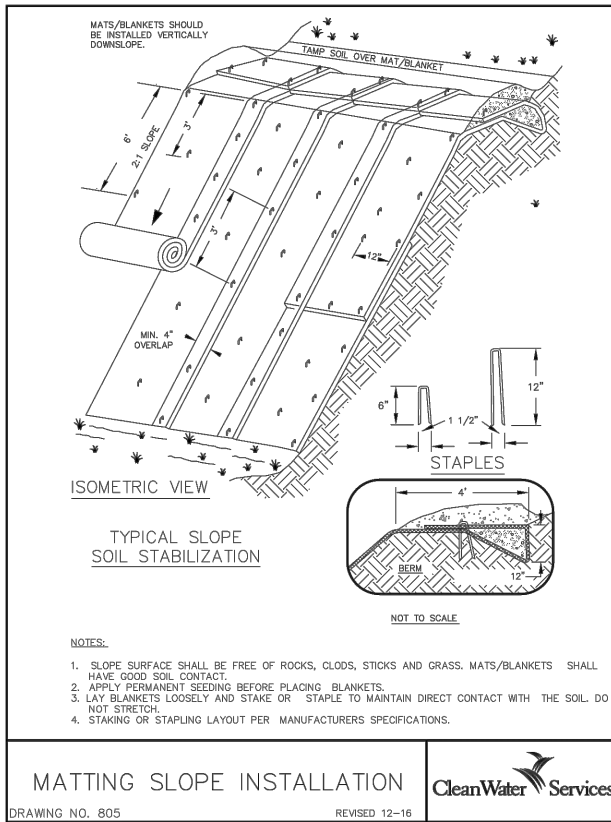 MATS/BLANKETS SHOULD
BE INSTALLED VERTICALLY
DOWNSLOPE.
TAMP SOIL OVER MAT/BLANKET
6'
2:1 SLOPE
3'
3'
12"
MIN. 4"
OVERLAP
6"
12"
1 1/2"
STAPLES
ISOMETRIC VIEW
TYPICAL SLOPE
SOIL STABILIZATION
4'
BERM
12"
NOT TO SCALE
NOTES:
1. SLOPE SURFACE SHALL BE FREE OF ROCKS, CLODS, STICKS AND GRASS. MATS/BLANKETS SHALL
HAVE GOOD SOIL CONTACT.
2. APPLY PERMANENT SEEDING BEFORE PLACING BLANKETS.
3. LAY BLANKETS LOOSELY AND STAKE OR STAPLE TO MAINTAIN DIRECT CONTACT WITH THE SOIL. DO
NOT STRETCH.
4. STAKING OR STAPLING LAYOUT PER MANUFACTURERS SPECIFICATIONS.
MATTING SLOPE INSTALLATION
CleanWater Services
DRAWING NO. 805
REVISED 12-16